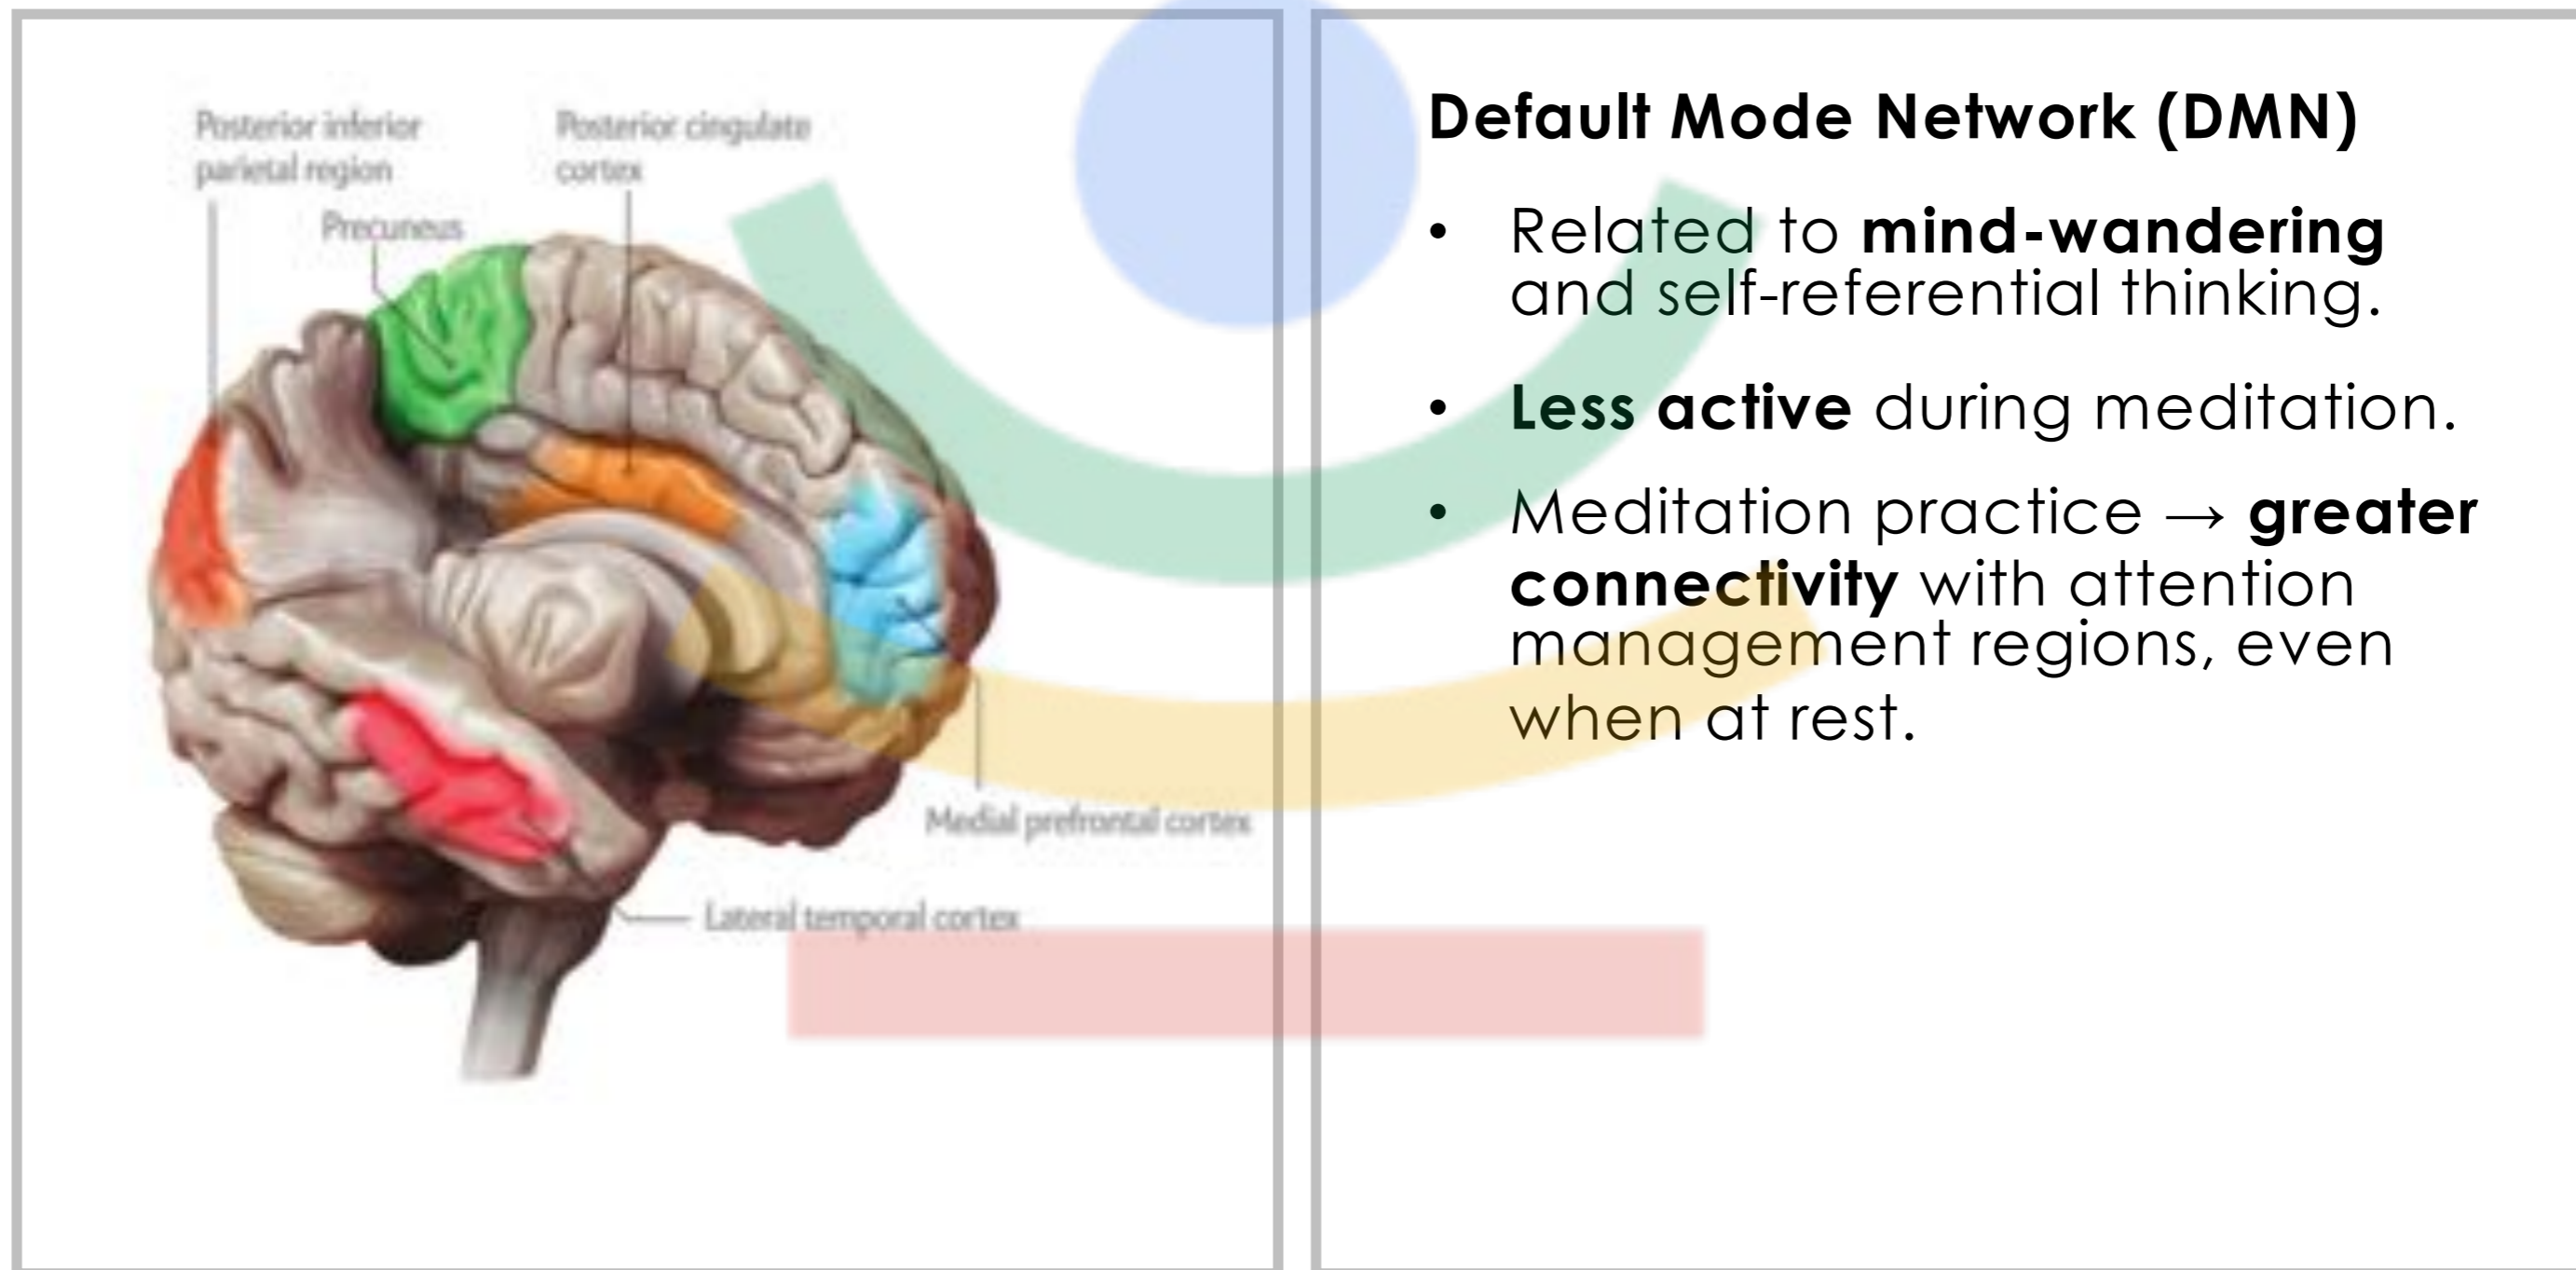 Posterior inferior
parietal region
Posterior cingulate
cortex
Precuneus
Medial prefrontal cortex
Lateral temporal cortex
Default Mode Network (DMN)
• Related to mind-wandering
and self-referential thinking.
• Less active during meditation.
• Meditation practice → greater
connectivity with attention
management regions, even
when at rest.